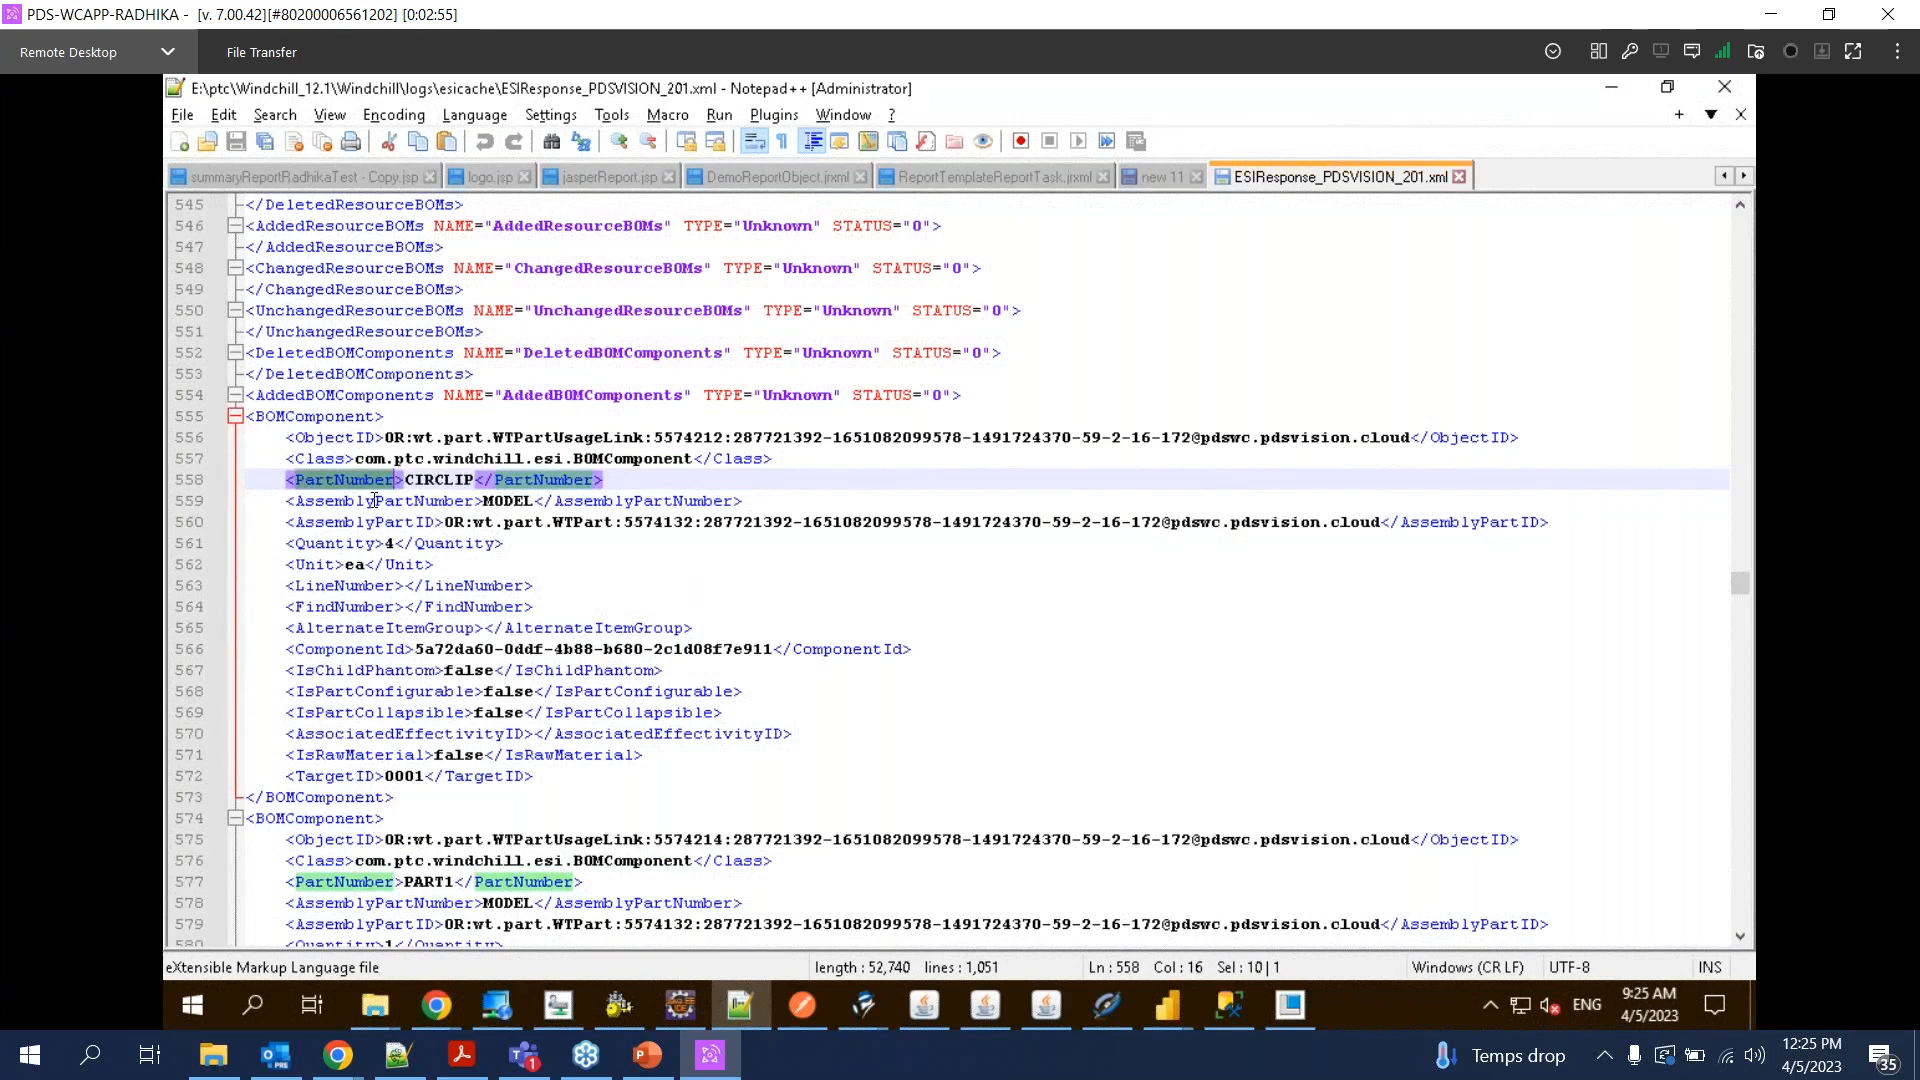 PDS-WCAPP-RADHIKA - [v. 7.00.42][#80200006561202] [0:02:55]
Remote Desktop File Transfer
E:\ptc\Windchill_12.1\Windchill\logs\esicache\ESIResponse_PDSVISION_201.xml - Notepad++ [Administrator]
File Edit Search View Encoding Language Settings Tools Macro Run Plugins Window ?
summaryReportRadhikaTest - Copy.jsp logo.jsp jasperReport.jsp DemoReportObject.jrxml ReportTemplateReportTask.jrxml new 11 ESIResponse_PDSVISION_201.xml
545 </DeletedResourceBOMs>
546 <AddedResourceBOMs NAME="AddedResourceBOMs" TYPE="Unknown" STATUS="0">
547 </AddedResourceBOMs>
548 <ChangedResourceBOMs NAME="ChangedResourceBOMs" TYPE="Unknown" STATUS="0">
549 </ChangedResourceBOMs>
550 <UnchangedResourceBOMs NAME="UnchangedResourceBOMs" TYPE="Unknown" STATUS="0">
551 </UnchangedResourceBOMs>
552 <DeletedBOMComponents NAME="DeletedBOMComponents" TYPE="Unknown" STATUS="0">
553 </DeletedBOMComponents>
554 <AddedBOMComponents NAME="AddedBOMComponents" TYPE="Unknown" STATUS="0">
555 <BOMComponent>
556 <ObjectID>OR:wt.part.WTPartUsageLink:5574212:287721392-1651082099578-1491724370-59-2-16-172@pdswc.pdsvision.cloud</ObjectID>
557 <Class>com.ptc.windchill.esi.BOMComponent</Class>
558 <PartNumber>CIRCLIP</PartNumber>
559 <AssemblyPartNumber>MODEL</AssemblyPartNumber>
560 <AssemblyPartID>OR:wt.part.WTPart:5574132:287721392-1651082099578-1491724370-59-2-16-172@pdswc.pdsvision.cloud</AssemblyPartID>
561 <Quantity>4</Quantity>
562 <Unit>ea</Unit>
563 <LineNumber></LineNumber>
564 <FindNumber></FindNumber>
565 <AlternateItemGroup></AlternateItemGroup>
566 <ComponentId>5a72da60-0ddf-4b88-b680-2c1d08f7e911</ComponentId>
567 <IsChildPhantom>false</IsChildPhantom>
568 <IsPartConfigurable>false</IsPartConfigurable>
569 <IsPartCollapsible>false</IsPartCollapsible>
570 <AssociatedEffectivityID></AssociatedEffectivityID>
571 <IsRawMaterial>false</IsRawMaterial>
572 <TargetID>0001</TargetID>
573 </BOMComponent>
574 <BOMComponent>
575 <ObjectID>OR:wt.part.WTPartUsageLink:5574214:287721392-1651082099578-1491724370-59-2-16-172@pdswc.pdsvision.cloud</ObjectID>
576 <Class>com.ptc.windchill.esi.BOMComponent</Class>
577 <PartNumber>PART1</PartNumber>
578 <AssemblyPartNumber>MODEL</AssemblyPartNumber>
579 <AssemblyPartID>OR:wt.part.WTPart:5574132:287721392-1651082099578-1491724370-59-2-16-172@pdswc.pdsvision.cloud</AssemblyPartID>
580 <Quantity>1</Quantity>
eXtensible Markup Language file length : 52,740 lines : 1,051 Ln : 558 Col : 16 Sel : 10 | 1 Windows (CR LF) UTF-8 INS
ENG 9:25 AM
4/5/2023
Temps drop 12:25 PM
4/5/2023
35
1